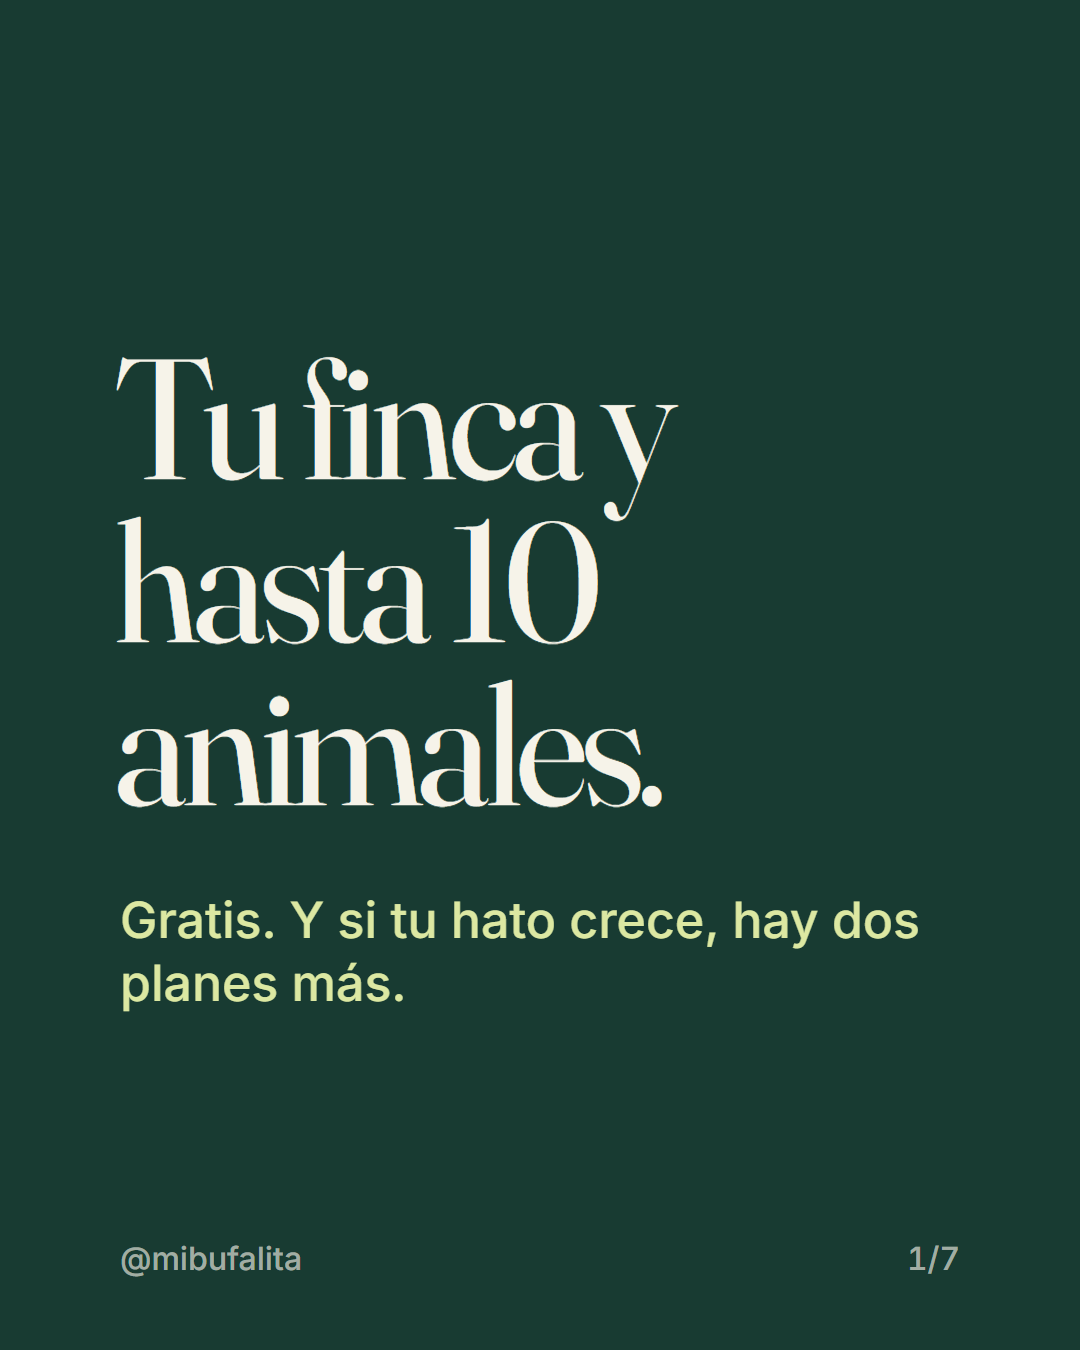 Tu finca y
hasta 10
animales.
Gratis. Y si tu hato crece, hay dos
planes más.
@mibufalita
1/7